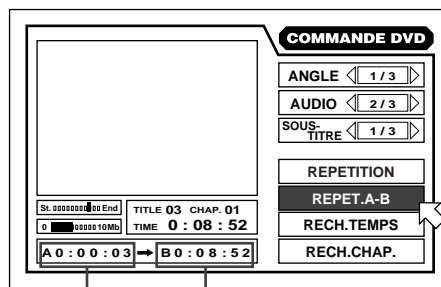 COMMANDE DVD
ANGLE 1 / 3
AUDIO 2 / 3
SOUS-
TITRE 1 / 3
REPETITION
REPET.A-B
RECH.TEMPS
RECH.CHAP.
St. End
0 10Mb
TITLE 03 CHAP. 01
TIME 0 : 08 : 52
A 0 : 00 : 03 → B 0 : 08 : 52